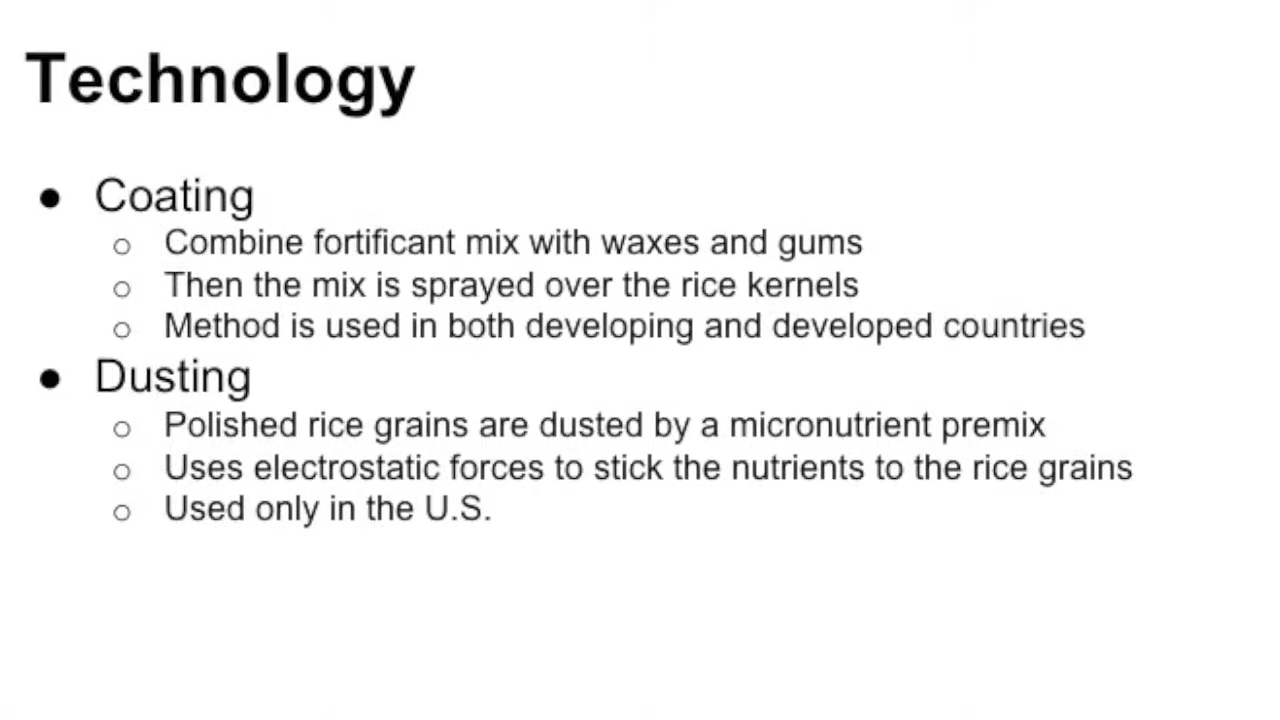 Technology
● Coating
○ Combine fortificant mix with waxes and gums
○ Then the mix is sprayed over the rice kernels
○ Method is used in both developing and developed countries
● Dusting
○ Polished rice grains are dusted by a micronutrient premix
○ Uses electrostatic forces to stick the nutrients to the rice grains
○ Used only in the U.S.